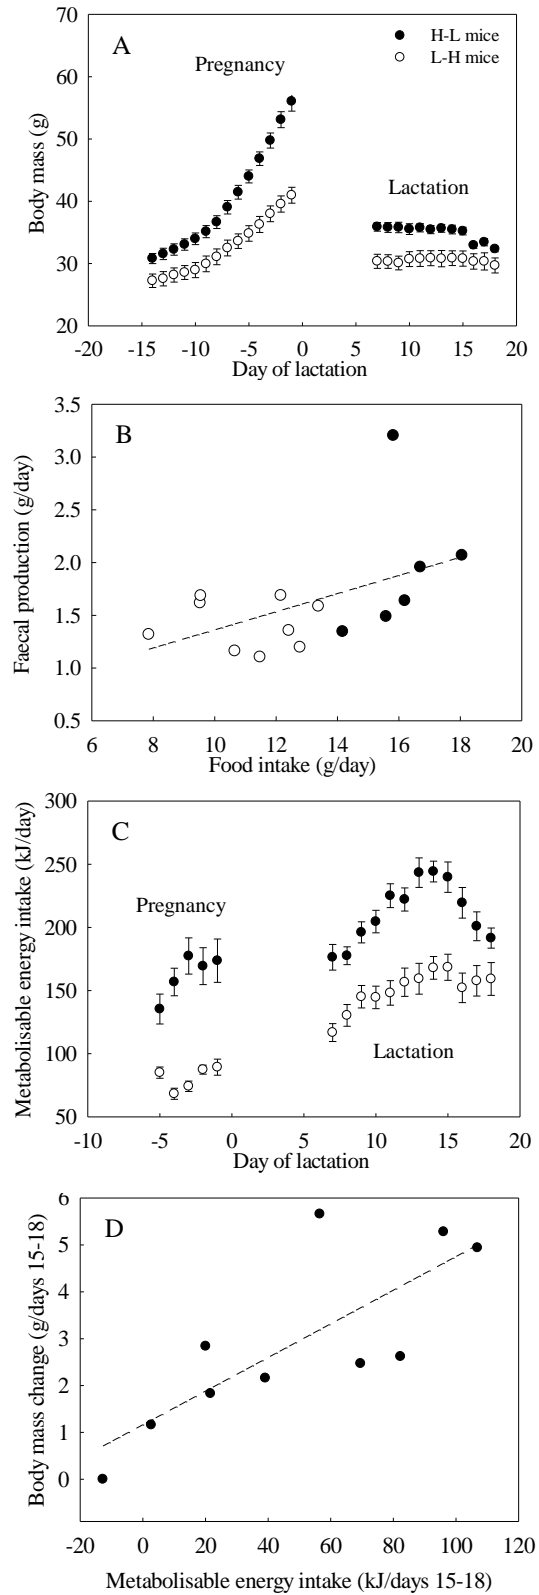 A
H-L mice
L-H mice
Pregnancy
Lactation
Body mass (g)
70
60
50
40
30
20
-20 -15 -10 -5 0 5 10 15 20
Day of lactation
B
Faecal production (g/day)
3.5
3.0
2.5
2.0
1.5
1.0
0.5
6 8 10 12 14 16 18 20
Food intake (g/day)
C
Metabolisable energy intake (kJ/day)
300
250
200
150
100
50
Pregnancy
Lactation
-10 -5 0 5 10 15 20
Day of lactation
D
Body mass change (g/days 15-18)
6
5
4
3
2
1
0
-20 0 20 40 60 80 100 120
Metabolisable energy intake (kJ/days 15-18)